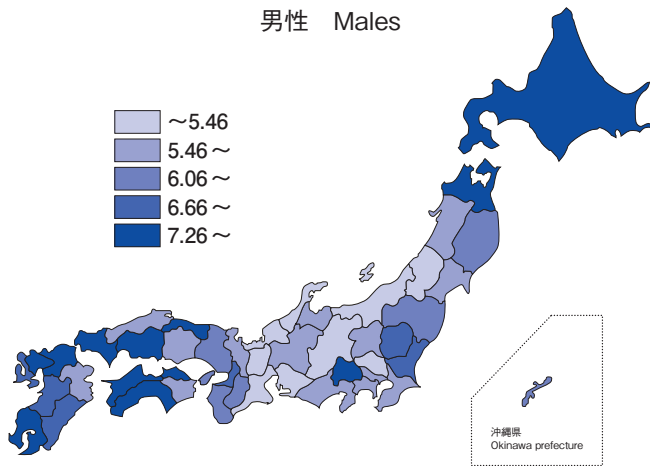 男性 Males
～5.46
5.46～
6.06～
6.66～
7.26～
沖縄県
Okinawa prefecture